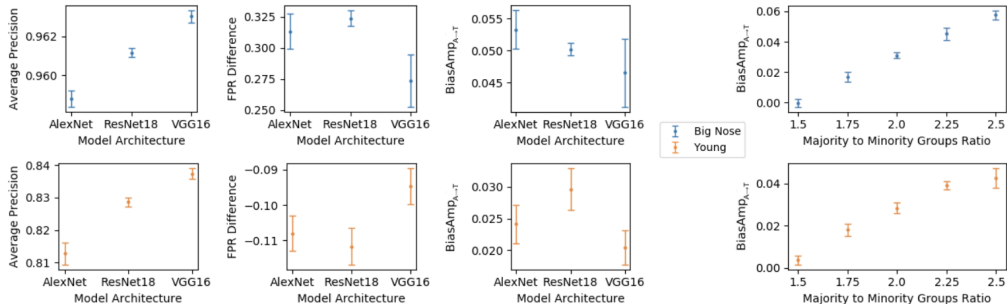 Average Precision
0.962
0.960
AlexNet ResNet18 VGG16
Model Architecture
FPR Difference
0.325
0.300
0.275
0.250
AlexNet ResNet18 VGG16
Model Architecture
BiasAmpA→T
0.055
0.050
0.045
AlexNet ResNet18 VGG16
Model Architecture
Big Nose
Young
BiasAmpA→T
0.06
0.04
0.02
0.00
1.5 1.75 2.0 2.25 2.5
Majority to Minority Groups Ratio
Average Precision
0.84
0.83
0.82
0.81
AlexNet ResNet18 VGG16
Model Architecture
FPR Difference
−0.09
−0.10
−0.11
AlexNet ResNet18 VGG16
Model Architecture
BiasAmpA→T
0.030
0.025
0.020
AlexNet ResNet18 VGG16
Model Architecture
BiasAmpA→T
0.04
0.02
0.00
1.5 1.75 2.0 2.25 2.5
Majority to Minority Groups Ratio